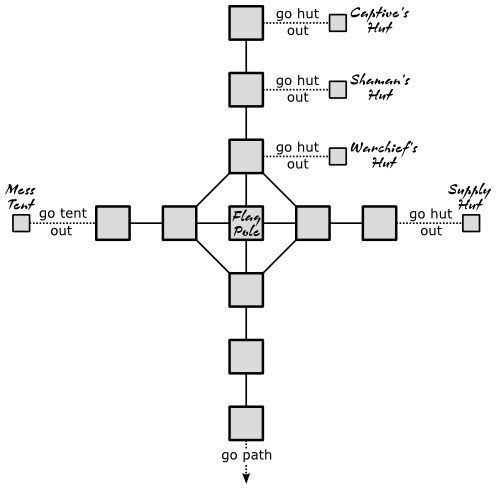 go hut
out
Captive's
Hut
go hut
out
Shaman's
Hut
go hut
out
Warchief's
Hut
Mess
Tent
go tent
out
Flag
Pole
go hut
out
Supply
Hut
go path